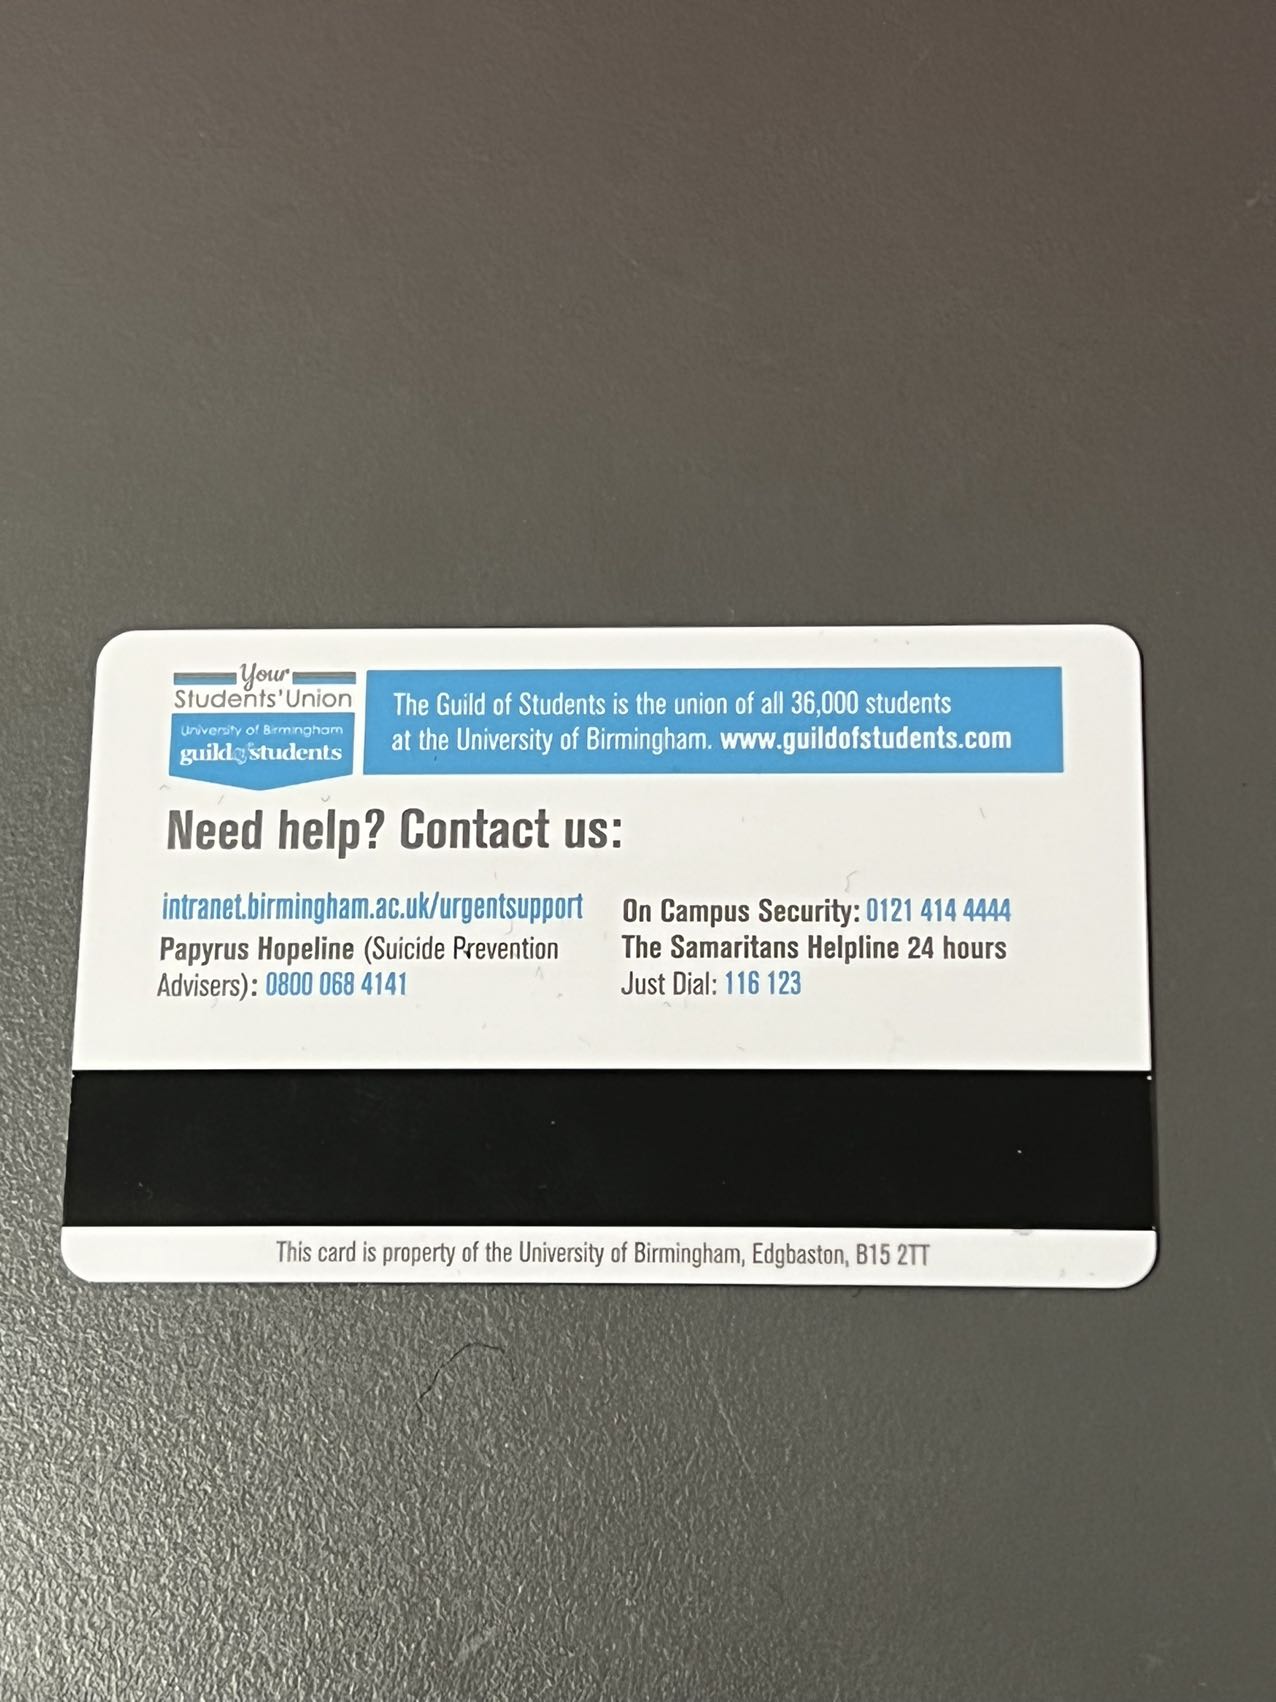 Your
Students' Union
University of Birmingham
guild of students
The Guild of Students is the union of all 36,000 students
at the University of Birmingham. www.guildofstudents.com
Need help? Contact us:
intranet.birmingham.ac.uk/urgentsupport
Papyrus Hopeline (Suicide Prevention
Advisers): 0800 068 4141
On Campus Security: 0121 414 4444
The Samaritans Helpline 24 hours
Just Dial: 116 123
This card is property of the University of Birmingham, Edgbaston, B15 2TT